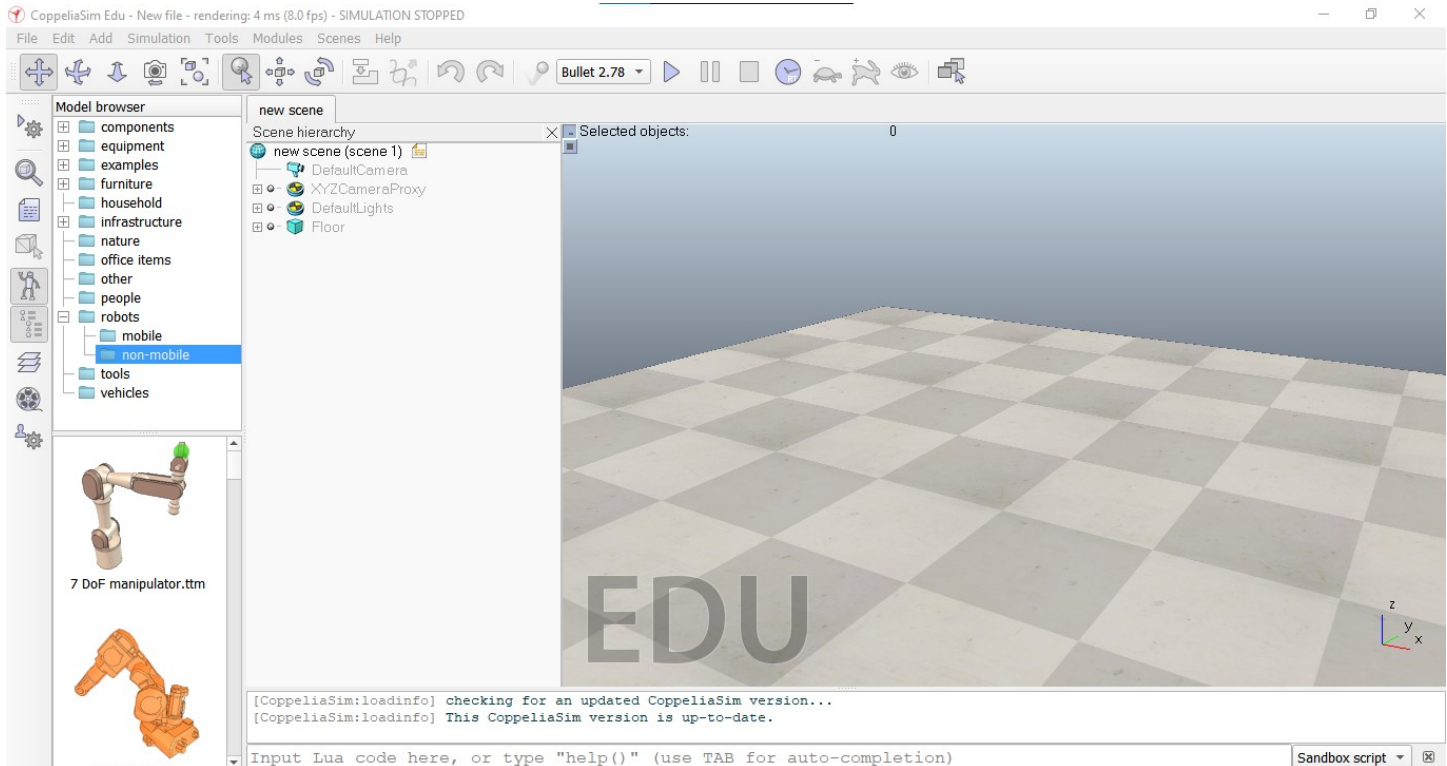 CoppeliaSim Edu - New file - rendering: 4 ms (8.0 fps) - SIMULATION STOPPED
File Edit Add Simulation Tools Modules Scenes Help
Bullet 2.78
RT
Model browser
components
equipment
examples
furniture
household
infrastructure
nature
office items
other
people
robots
mobile
non-mobile
tools
vehicles
7 DoF manipulator.ttm
new scene
Scene hierarchy
new scene (scene 1)
DefaultCamera
XYZCameraProxy
DefaultLights
Floor
Selected objects: 0
EDU
z
y
x
[CoppeliaSim:loadinfo] checking for an updated CoppeliaSim version...
[CoppeliaSim:loadinfo] This CoppeliaSim version is up-to-date.
Input Lua code here, or type "help()" (use TAB for auto-completion)
Sandbox script